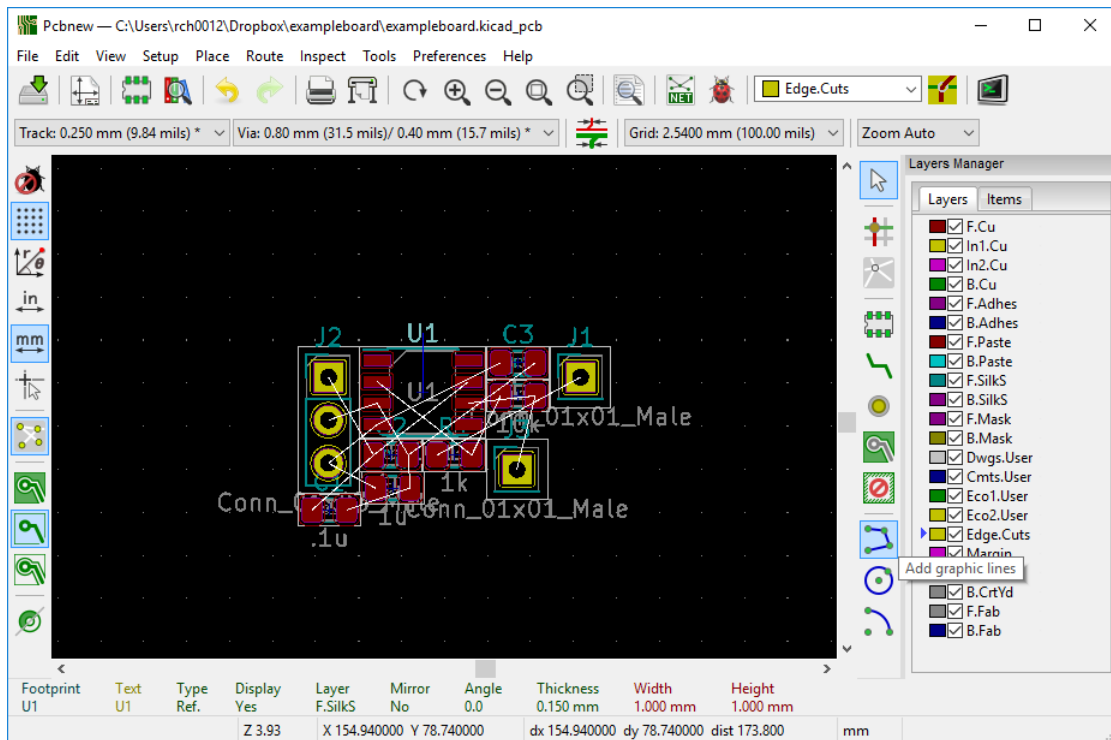 Pcbnew — C:\Users\rch0012\Dropbox\exampleboard\exampleboard.kicad_pcb
File Edit View Setup Place Route Inspect Tools Preferences Help
NET
Edge.Cuts
Track: 0.250 mm (9.84 mils) *
Via: 0.80 mm (31.5 mils)/ 0.40 mm (15.7 mils) *
Grid: 2.5400 mm (100.00 mils)
Zoom Auto
Layers Manager
Layers Items
F.Cu
In1.Cu
In2.Cu
B.Cu
F.Adhes
B.Adhes
F.Paste
B.Paste
F.SilkS
B.SilkS
F.Mask
B.Mask
Dwgs.User
Cmts.User
Eco1.User
Eco2.User
Edge.Cuts
Margin
Add graphic lines
B.CrtYd
F.Fab
B.Fab
in
mm
J2 U1 C3 J1
U1
Conn_01x01_Male
1k
Conn_01x01_Male
.1u
Footprint Text Type Display Layer Mirror Angle Thickness Width Height
U1 U1 Ref. Yes F.SilkS No 0.0 0.150 mm 1.000 mm 1.000 mm
Z 3.93 X 154.940000 Y 78.740000 dx 154.940000 dy 78.740000 dist 173.800 mm